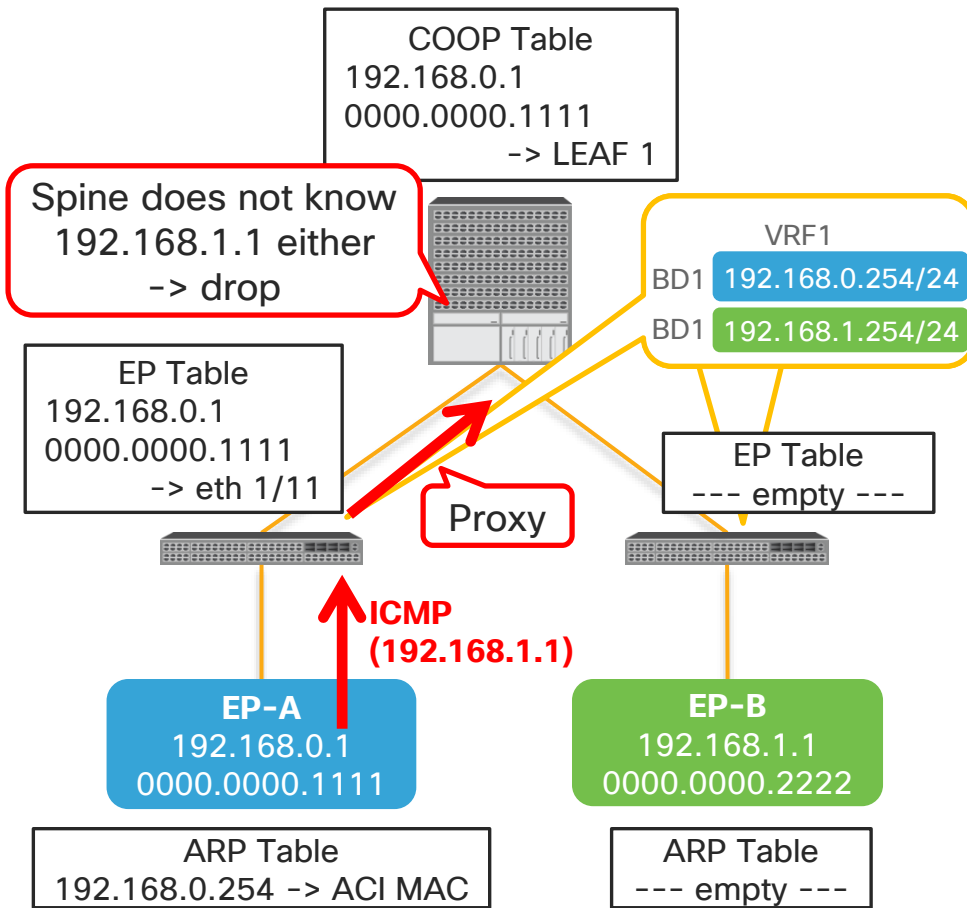 COOP Table
192.168.0.1
0000.0000.1111
-> LEAF 1
Spine does not know
192.168.1.1 either
-> drop
VRF1
BD1 192.168.0.254/24
BD1 192.168.1.254/24
EP Table
192.168.0.1
0000.0000.1111
-> eth 1/11
EP Table
--- empty ---
Proxy
ICMP
(192.168.1.1)
EP-A
192.168.0.1
0000.0000.1111
EP-B
192.168.1.1
0000.0000.2222
ARP Table
192.168.0.254 -> ACI MAC
ARP Table
--- empty ---